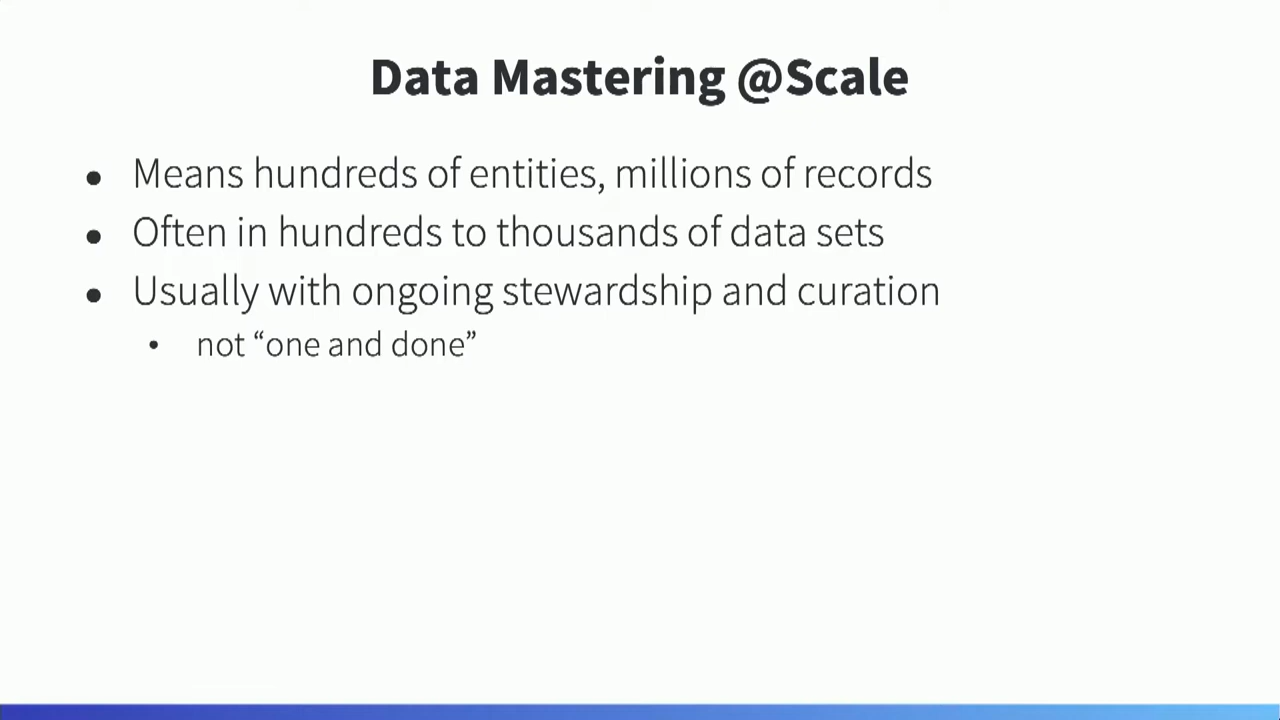 Data Mastering @Scale
• Means hundreds of entities, millions of records
• Often in hundreds to thousands of data sets
• Usually with ongoing stewardship and curation
• not “one and done”